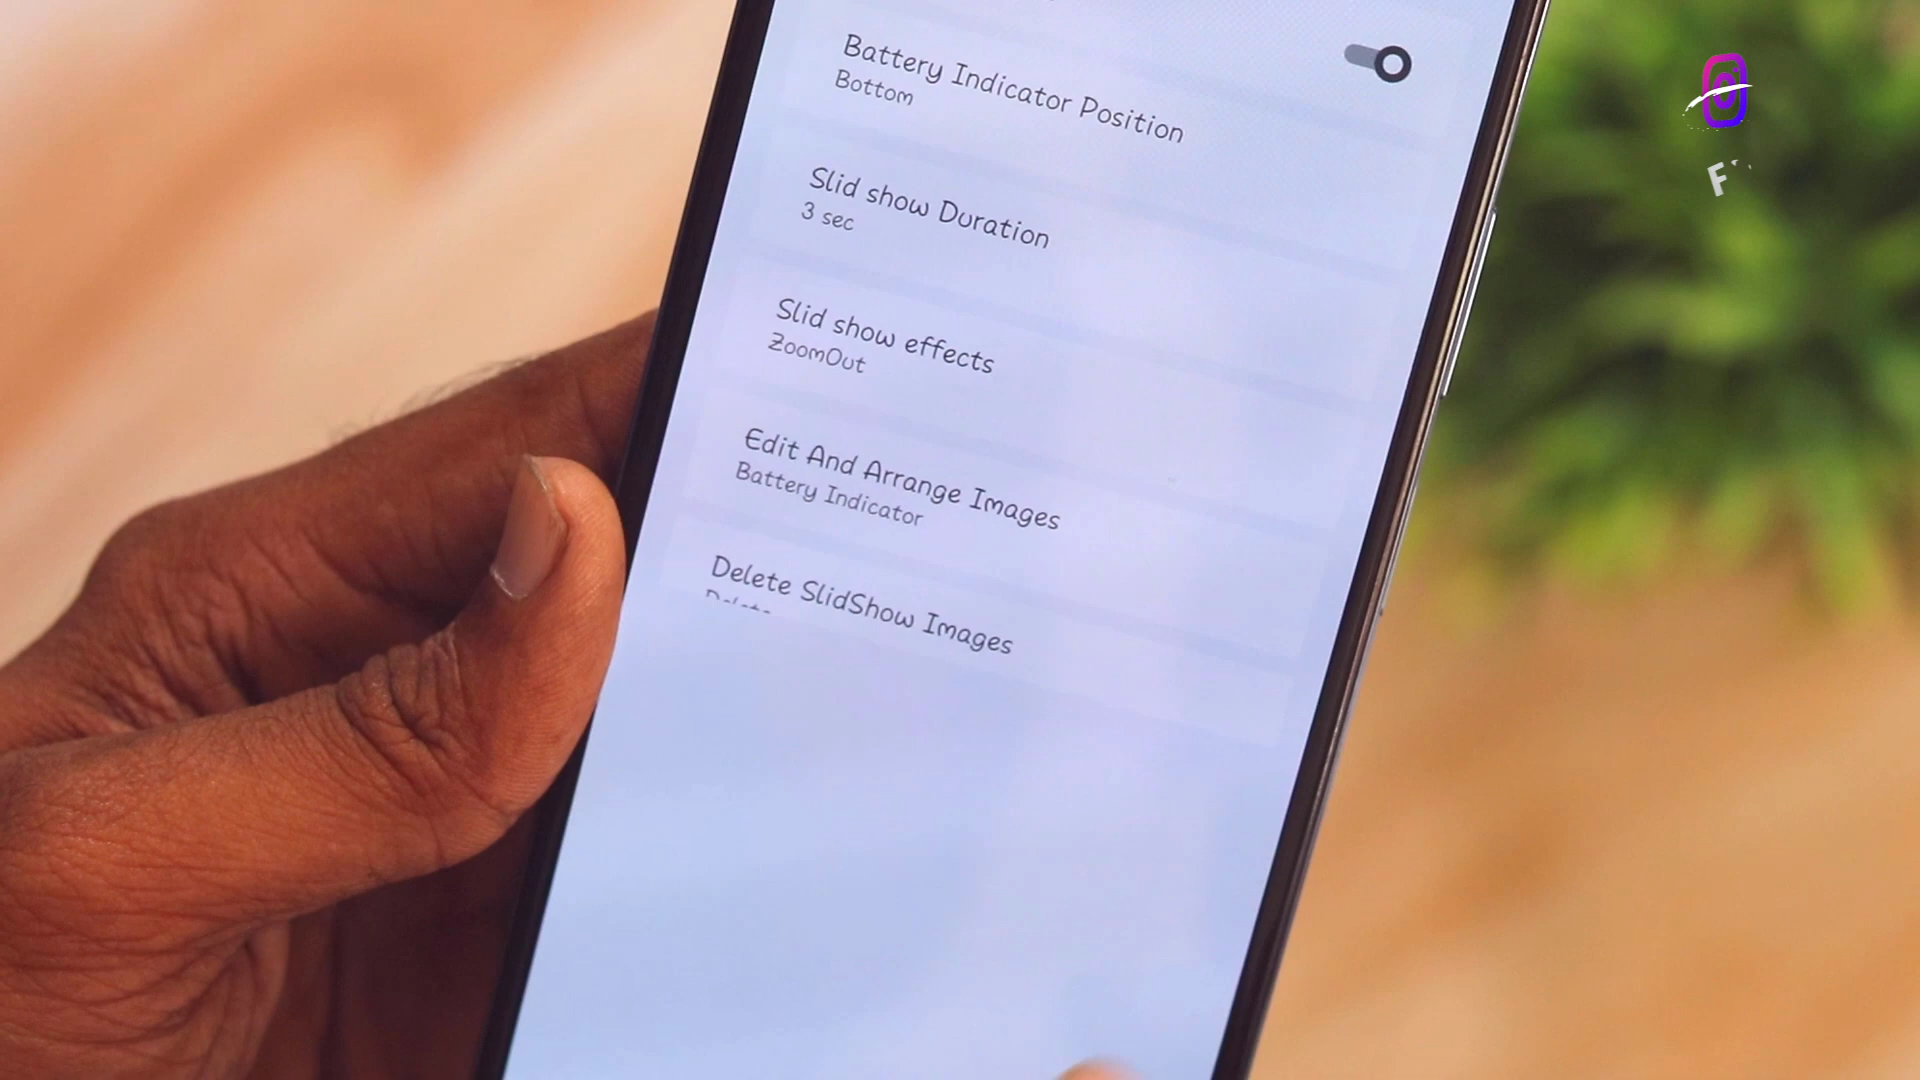 Battery Indicator Position
Bottom
Slid show Duration
3 sec
Slid show effects
ZoomOut
Edit And Arrange Images
Battery Indicator
Delete SlidShow Images